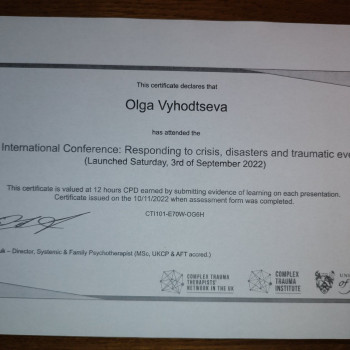 This certificate declares that
Olga Vyhodtseva
has attended the
International Conference: Responding to crisis, disasters and traumatic eve
(Launched Saturday, 3rd of September 2022)
This certificate is valued at 12 hours CPD earned by submitting evidence of learning on each presentation.
Certificate issued on the 10/11/2022 when assessment form was completed.
CTI101-E70W-OG6H
– Director, Systemic & Family Psychotherapist (MSc, UKCP & AFT accred.)
COMPLEX TRAUMA
THERAPISTS'
NETWORK IN THE UK
COMPLEX
TRAUMA
INSTITUTE
UN
of